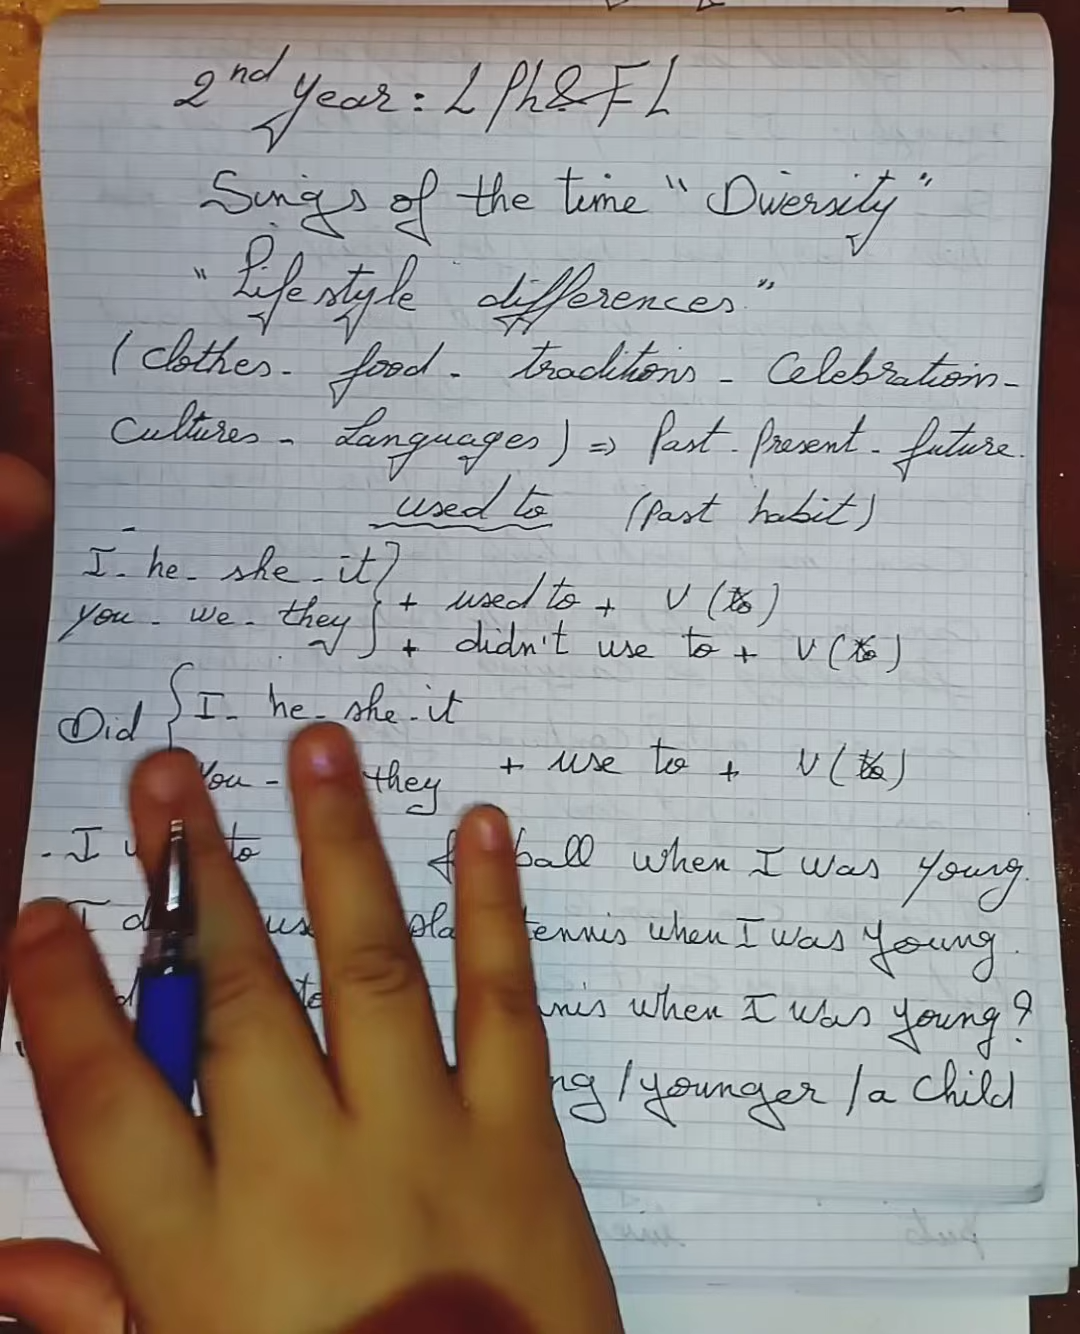 2nd year: L Ph & FL
Sings of the time "Diversity"
"Lifestyle differences"
(clothes - food - traditions - Celebrations -
Cultures - Languages) => Past - Present - future.
used to (Past habit)
I - he - she - it
you - we - they
+ used to + V (to)
+ didn't use to + V (to)
Did
I - he - she - it
you - they
+ use to + V (to)
- I to ball when I was young.
I tennis when I was young.
when I was young?
/ younger / a child